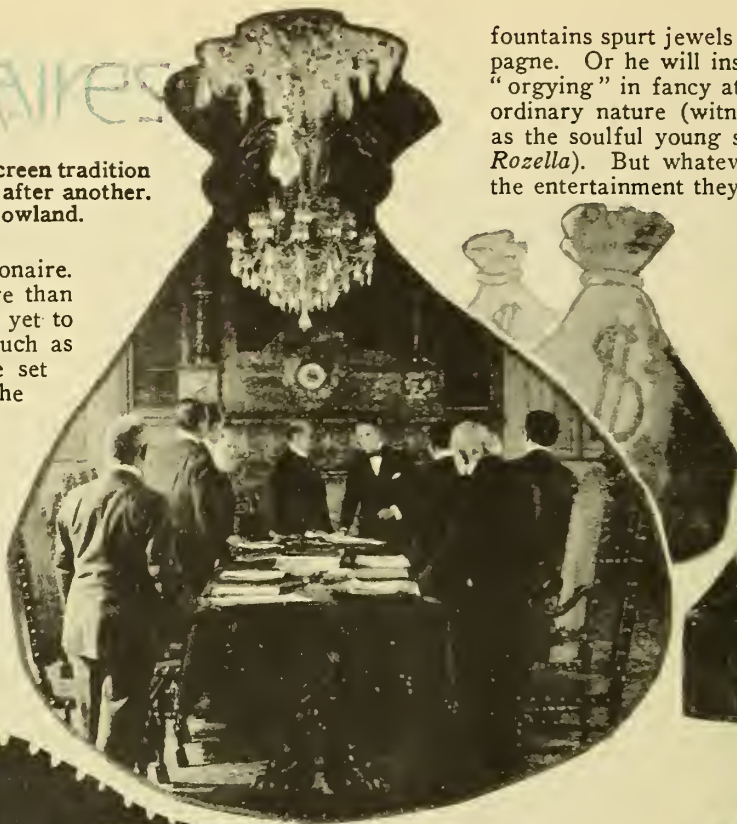 creen tradition
after another.
owland.
onaire.
e than
yet to
uch as
e set
he
fountains spurt jewels
pagne. Or he will ins
"orgying" in fancy at
ordinary nature (witn
as the soulful young s
Rozella). But whatev
the entertainment they
$
$